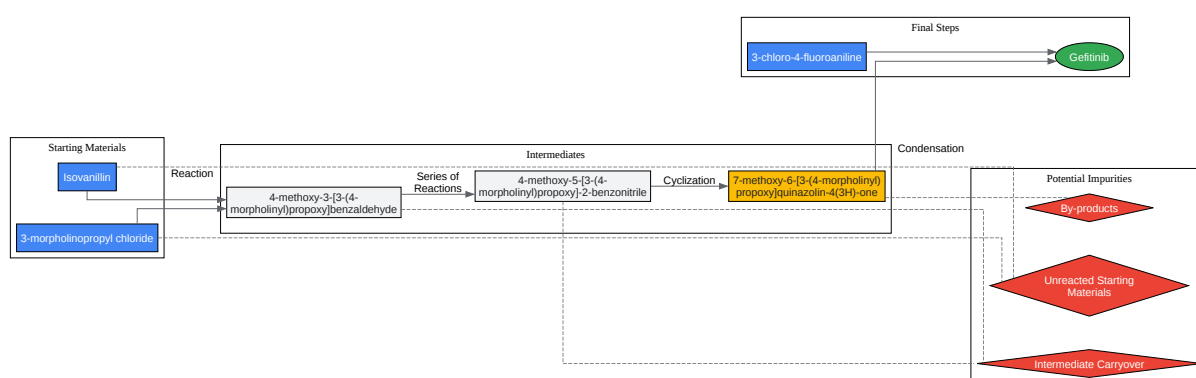 Final Steps
3-chloro-4-fluoroaniline
Gefitinib
Starting Materials
Isovanillin
3-morpholinopropyl chloride
Reaction
Intermediates
4-methoxy-3-[3-(4-
morpholinyl)propoxy]benzaldehyde
Series of
Reactions
4-methoxy-5-[3-(4-
morpholinyl)propoxy]-2-benzonitrile
Cyclization
7-methoxy-6-[3-(4-morpholinyl)
propoxy]quinazolin-4(3H)-one
Condensation
Potential Impurities
By-products
Unreacted Starting
Materials
Intermediate Carryover